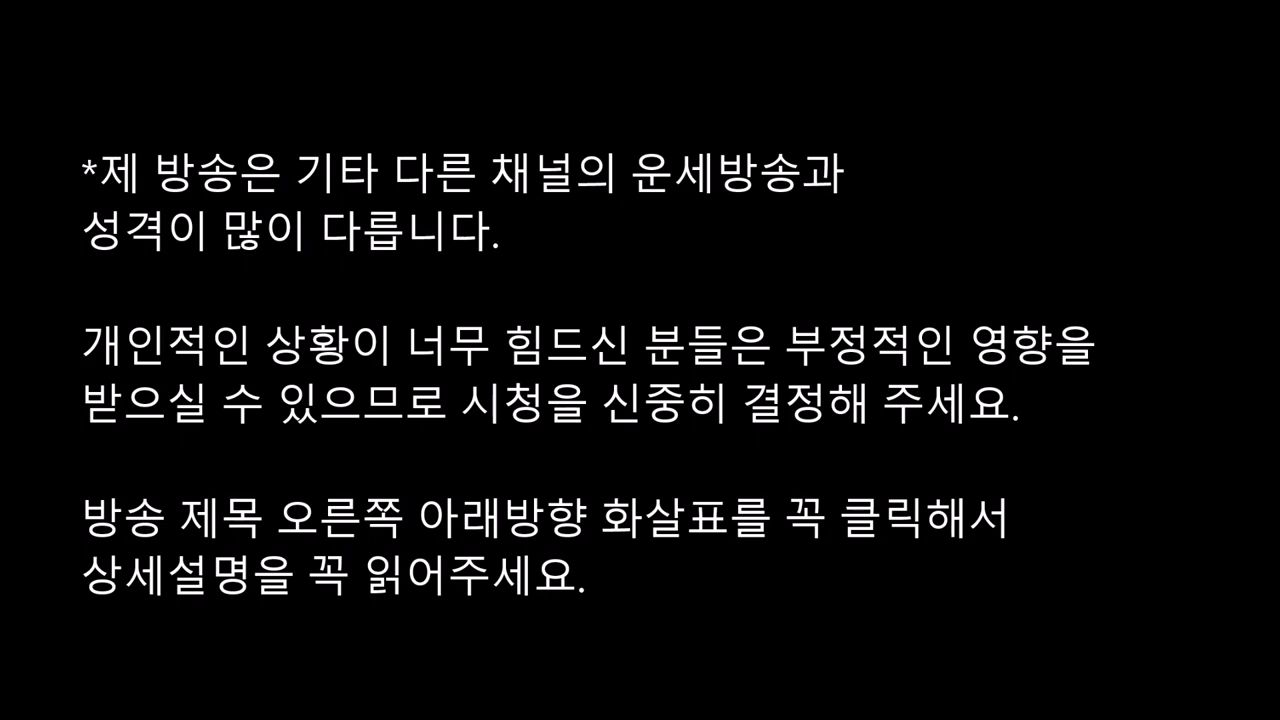 *제 방송은 기타 다른 채널의 운세방송과
성격이 많이 다릅니다.
개인적인 상황이 너무 힘드신 분들은 부정적인 영향을
받으실 수 있으므로 시청을 신중히 결정해 주세요.
방송 제목 오른쪽 아래방향 화살표를 꼭 클릭해서
상세설명을 꼭 읽어주세요.